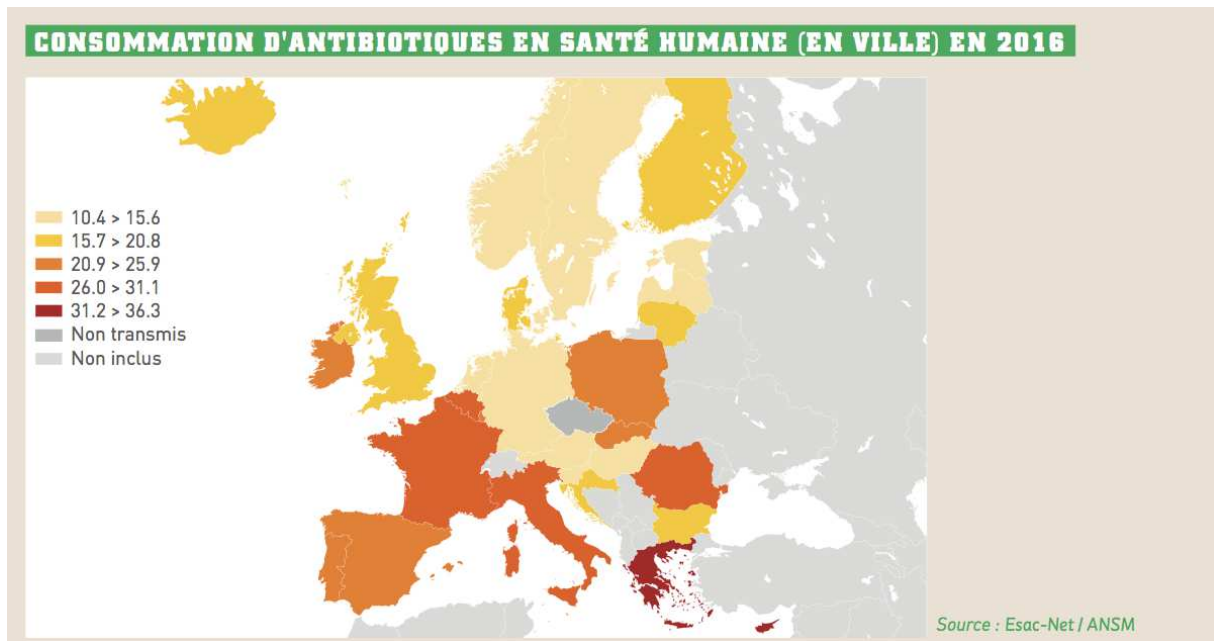 CONSOMMATION D'ANTIBIOTIQUES EN SANTÉ HUMAINE (EN VILLE) EN 2016
10.4 > 15.6
15.7 > 20.8
20.9 > 25.9
26.0 > 31.1
31.2 > 36.3
Non transmis
Non inclus
Source : Esac-Net / ANSM